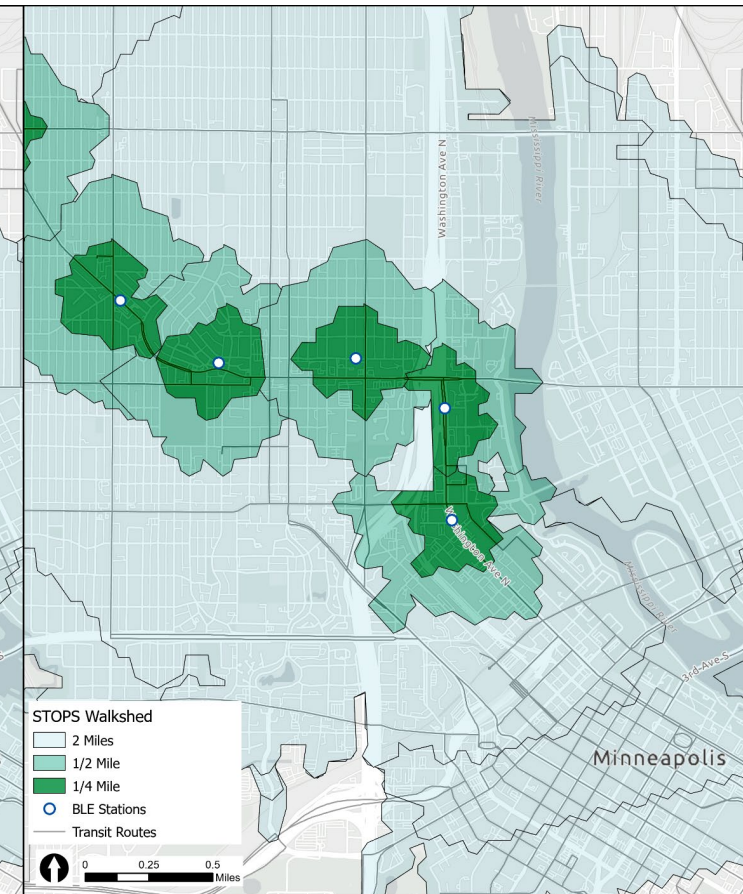 Washington Ave N
Mississippi River
Washington Ave N
Mississippi River
3rd Ave S
Minneapolis
STOPS Walkshed
2 Miles
1/2 Mile
1/4 Mile
BLE Stations
Transit Routes
0 0.25 0.5
Miles